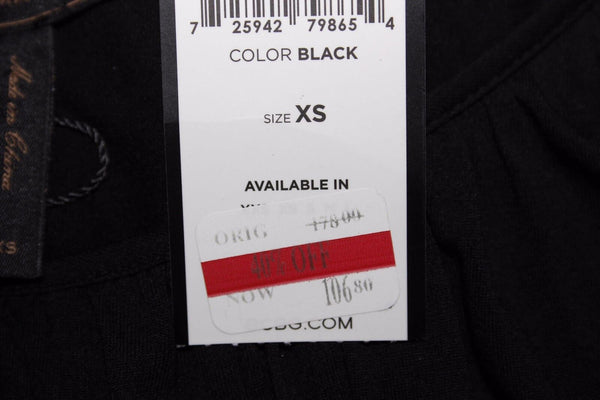 7 25942 79865 4
COLOR BLACK
SIZE XS
AVAILABLE IN
ORIG 178 00
40% OFF
NOW 106 80
BG.COM
Made in China